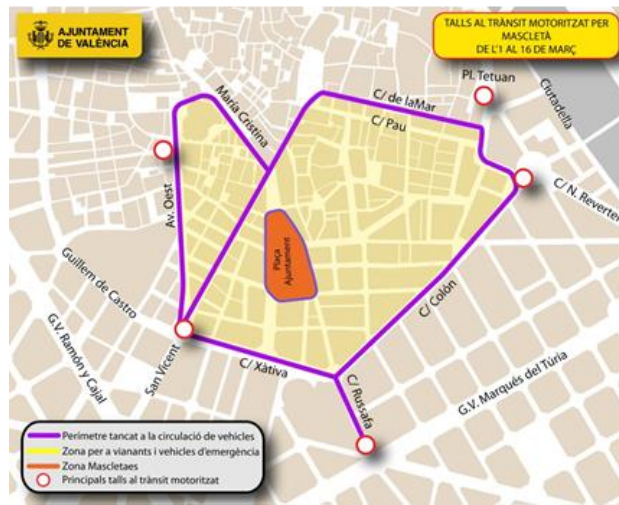 AJUNTAMENT
DE VALÈNCIA
TALLS AL TRÀNSIT MOTORITZAT PER
MASCLETÀ
DE L'1 AL 16 DE MARÇ
Pl. Tetuan
Ciutadella
María Cristina
C/ de laMar
C/ Pau
C/ N. Reverter
Av. Oest
Plaça
Ajuntament
Guillem de Castro
C/ Colón
G.V. Ramón y Cajal
San Vicent
C/ Xàtiva
C/ Russafa
G.V. Marqués del Túria
Perímetre tancat a la circulació de vehicles
Zona per a vianants i vehicles d'emergència
Zona Mascletaes
Principals talls al trànsit motoritzat